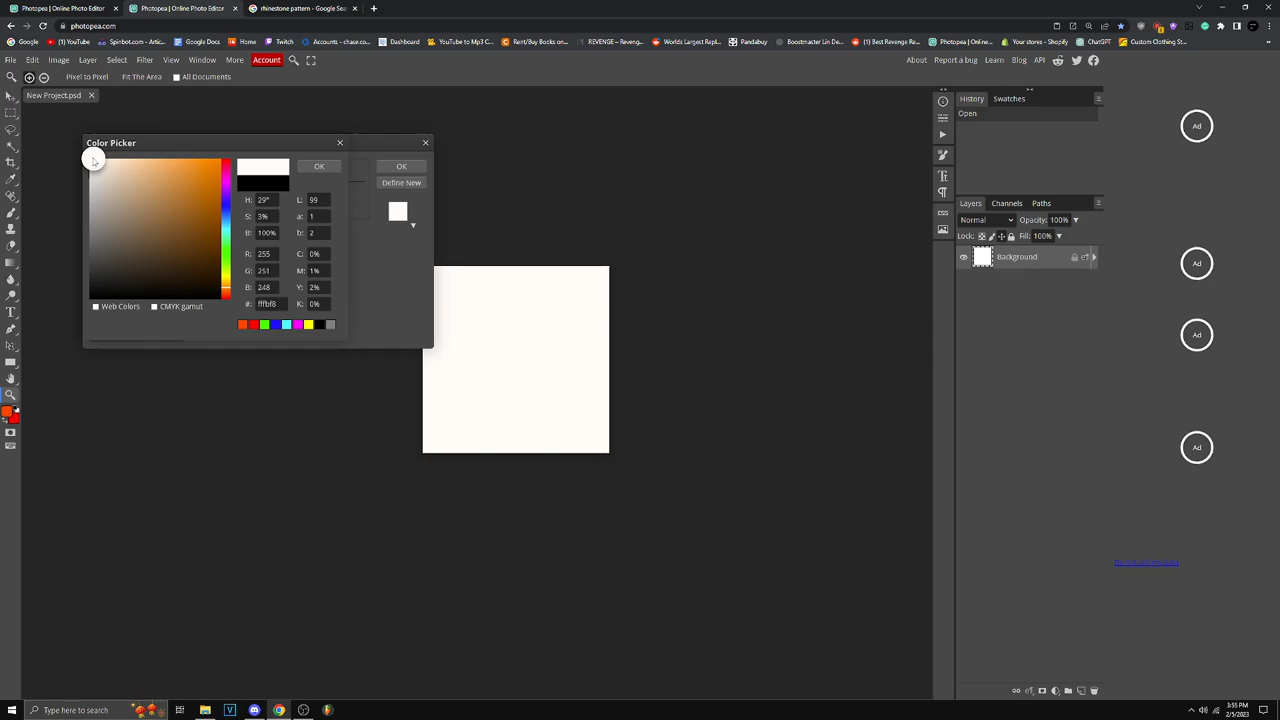 Photopea | Online Photo Editor
Photopea | Online Photo Editor
rhinestone pattern - Google Sea
photopea.com
Google
(1) YouTube
Spinbot.com - Artic...
Google Docs
Home
Twitch
Accounts - chase.co...
Dashboard
YouTube to Mp3 C...
Rent/Buy Books on...
REVENGE – Reveng...
Worlds Largest Repl...
Pandabuy
Boostmaster Lin De...
(Best Revenge Re...
Photopea | Online...
Your stores · Shopify
ChatGPT
Custom Clothing St...
File Edit Image Layer Select Filter View Window More Account
About Report a bug Learn Blog API
Pixel to Pixel Fit The Area All Documents
New Project.psd
History Swatches
Open
Color Picker
OK OK
Define New
H: 29° L: 99
S: 3% a: 1
B: 100% b: 2
R: 255 C: 0%
G: 251 M: 1%
B: 248 Y: 2%
#: fffbf8 K: 0%
Web Colors CMYK gamut
Layers Channels Paths
Normal Opacity: 100%
Lock: Fill: 100%
Background
Ad
Ad
Ad
Ad
Type here to search
3:55 PM
2/5/2023